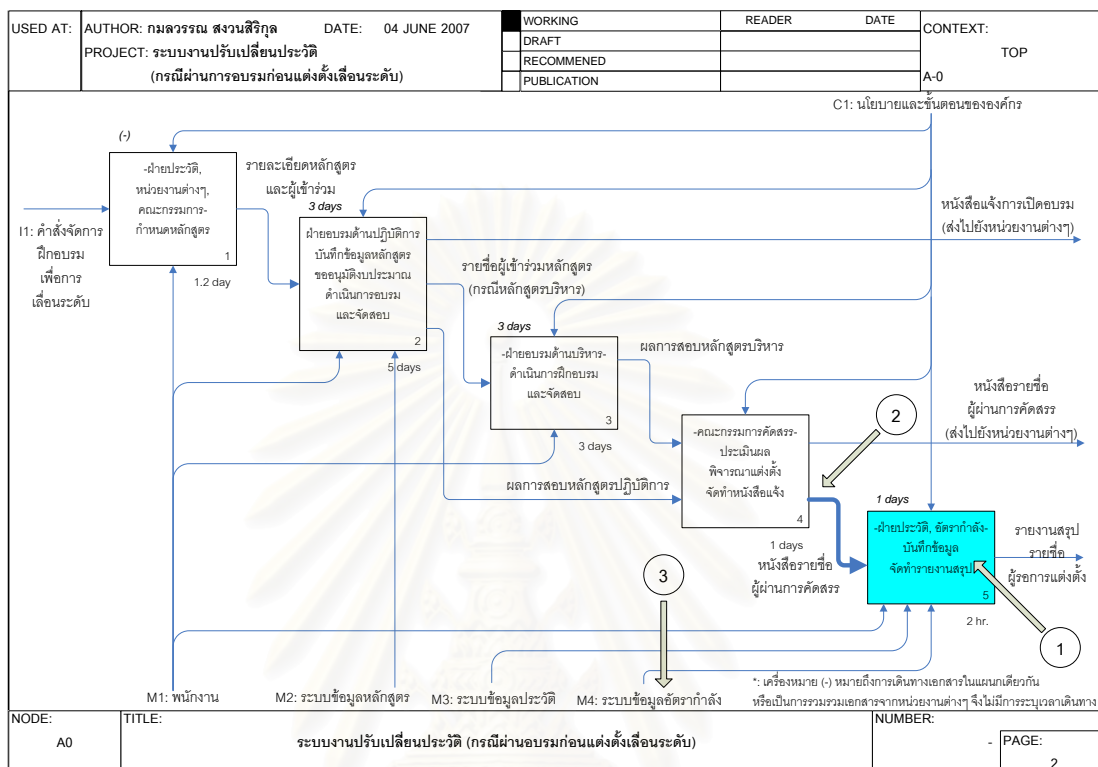 USED AT:
AUTHOR: กมลวรรณ สงวนสิริกุล DATE: 04 JUNE 2007
PROJECT: ระบบงานปรับเปลี่ยนประวัติ
(กรณีผ่านการอบรมก่อนแต่งตั้งเลื่อนระดับ)
WORKING
DRAFT
RECOMMENED
PUBLICATION
READER DATE
CONTEXT:
TOP
A-0
C1: นโยบายและขั้นตอนขององค์กร
(-)
-ฝ่ายประวัติ,
หน่วยงานต่างๆ,
คณะกรรมการ-
กำหนดหลักสูตร
1
1.2 day
I1: คำสั่งจัดการ
ฝึกอบรม
เพื่อการ
เลื่อนระดับ
รายละเอียดหลักสูตร
และผู้เข้าร่วม
3 days
ฝ่ายอบรมด้านปฏิบัติการ
บันทึกข้อมูลหลักสูตร
ขออนุมัติงบประมาณ
ดำเนินการอบรม
และจัดสอบ
2
5 days
หนังสือแจ้งการเปิดอบรม
(ส่งไปยังหน่วยงานต่างๆ)
รายชื่อผู้เข้าร่วมหลักสูตร
(กรณีหลักสูตรบริหาร)
3 days
-ฝ่ายอบรมด้านบริหาร-
ดำเนินการฝึกอบรม
และจัดสอบ
3
3 days
ผลการสอบหลักสูตรบริหาร
หนังสือรายชื่อ
ผู้ผ่านการคัดสรร
(ส่งไปยังหน่วยงานต่างๆ)
2
-คณะกรรมการคัดสรร-
ประเมินผล
พิจารณาแต่งตั้ง
จัดทำหนังสือแจ้ง
4
1 days
ผลการสอบหลักสูตรปฏิบัติการ
หนังสือรายชื่อ
ผู้ผ่านการคัดสรร
1 days
-ฝ่ายประวัติ, อัตรากำลัง-
บันทึกข้อมูล
จัดทำรายงานสรุป
5
2 hr.
รายงานสรุป
รายชื่อ
ผู้รอการแต่งตั้ง
3
1
M1: พนักงาน
M2: ระบบข้อมูลหลักสูตร
M3: ระบบข้อมูลประวัติ
M4: ระบบข้อมูลอัตรากำลัง
*: เครื่องหมาย (-) หมายถึงการเดินทางเอกสารในแผนกเดียวกัน
หรือเป็นการรวมรวมเอกสารจากหน่วยงานต่างๆ จึงไม่มีการระบุเวลาเดินทาง
NODE:
A0
TITLE:
ระบบงานปรับเปลี่ยนประวัติ (กรณีผ่านอบรมก่อนแต่งตั้งเลื่อนระดับ)
NUMBER:
-
PAGE:
2